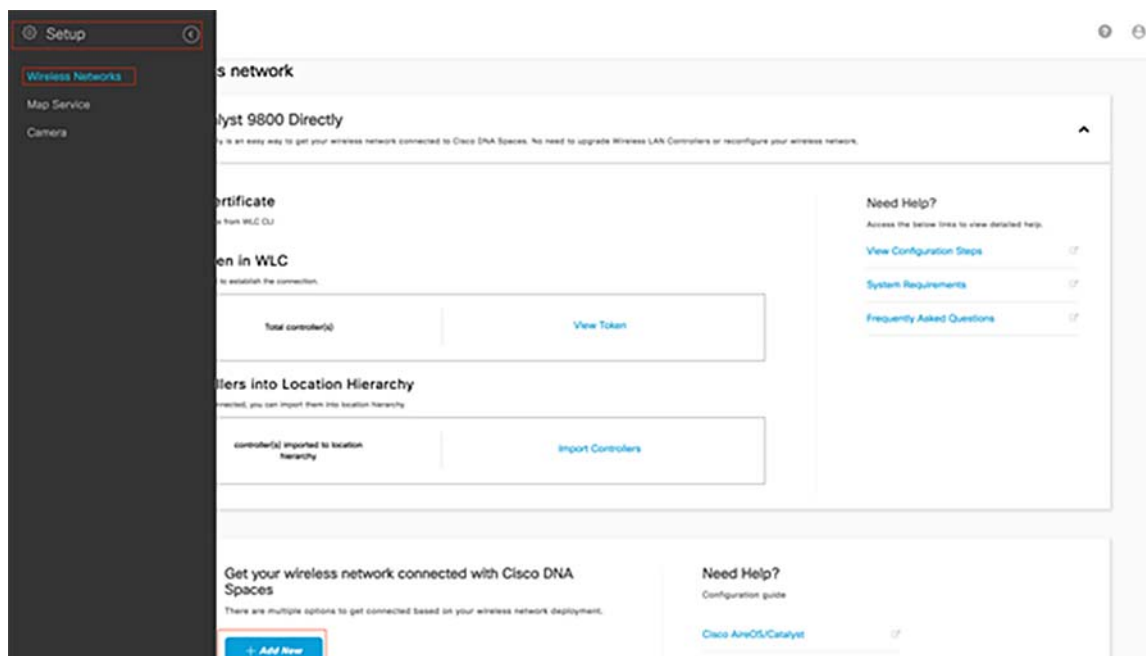 Setup
Wireless Networks
Map Service
Camera
s network
lyst 9800 Directly
is an easy way to get your wireless network connected to Cisco DNA Spaces. No need to upgrade Wireless LAN Controllers or reconfigure your wireless network.
ertificate
from WLC CLI
en in WLC
to establish the connection.
Total controller(s)
View Token
llers into Location Hierarchy
nnected, you can import them into location hierarchy
controller(s) imported to location
hierarchy
Import Controllers
Need Help?
Access the below links to view detailed help.
View Configuration Steps
System Requirements
Frequently Asked Questions
Get your wireless network connected with Cisco DNA
Spaces
There are multiple options to get connected based on your wireless network deployment.
+ Add New
Need Help?
Configuration guide
Cisco AireOS/Catalyst